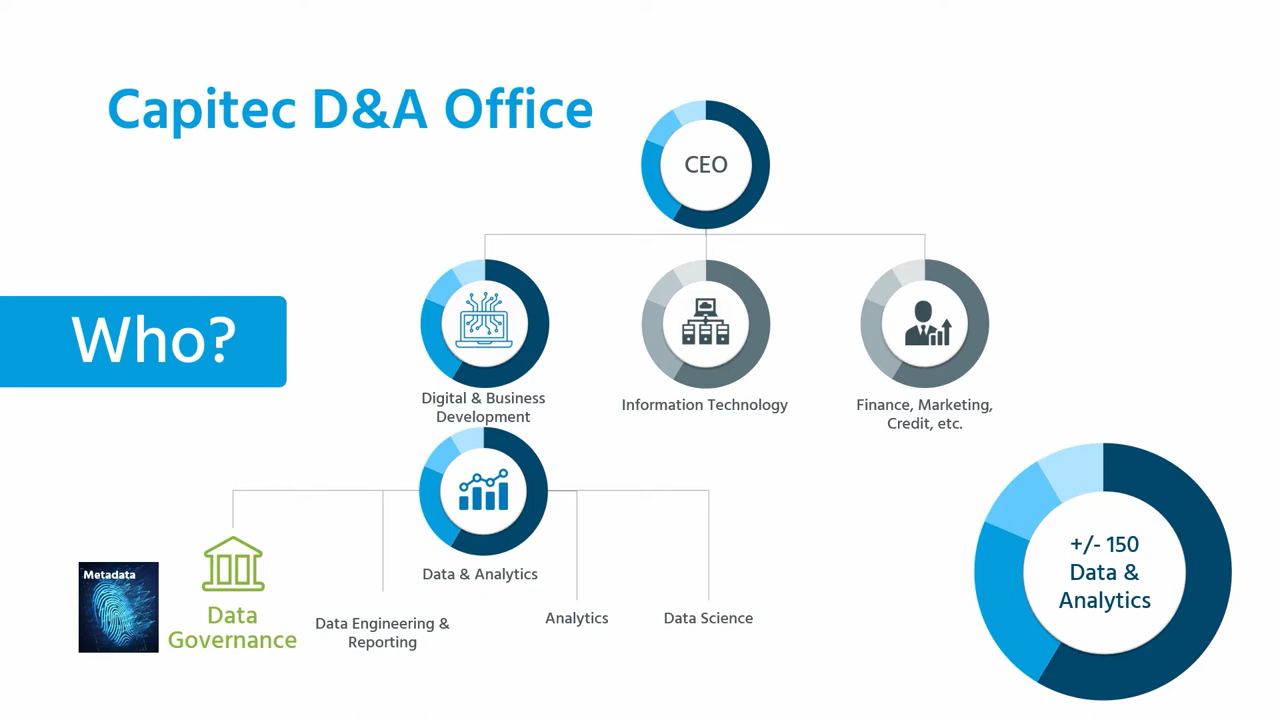 Capitec D&A Office
CEO
Who?
Digital & Business
Development
Information Technology
Finance, Marketing,
Credit, etc.
Data & Analytics
Metadata
Data
Governance
Data Engineering &
Reporting
Analytics
Data Science
+/- 150
Data &
Analytics